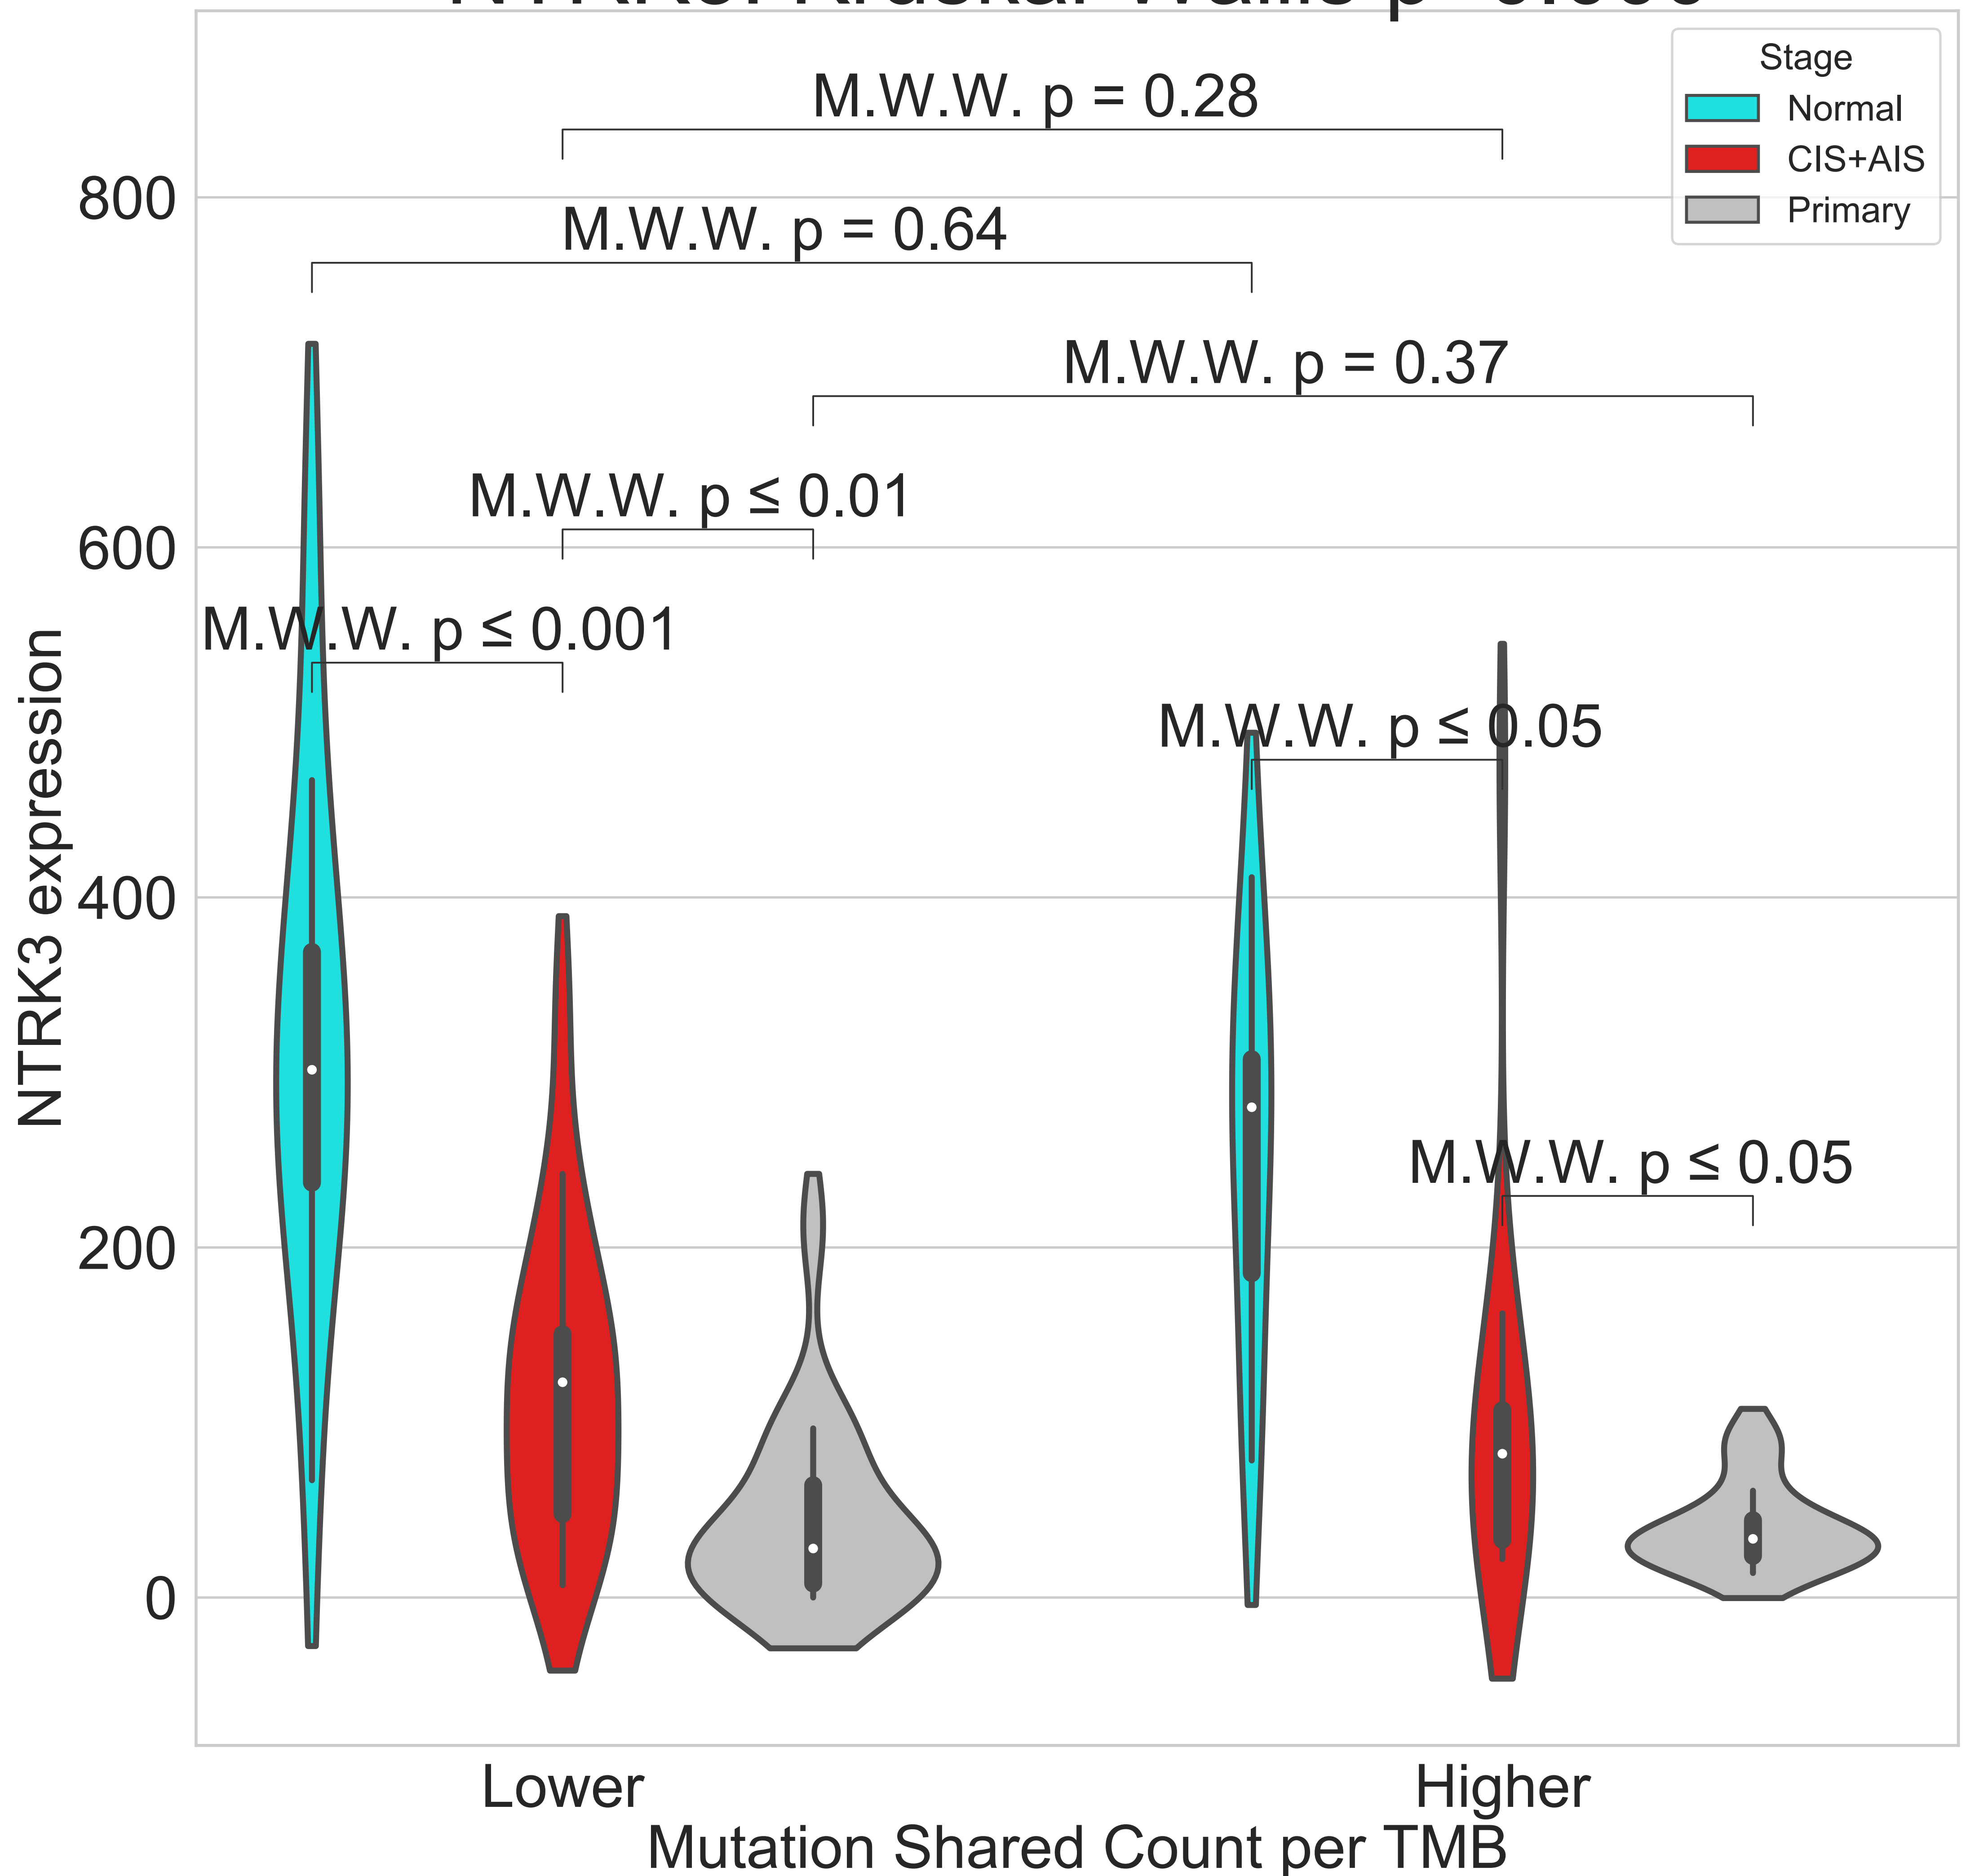 Stage
Normal
CIS+AIS
Primary
M.W.W. p = 0.28
M.W.W. p = 0.64
M.W.W. p = 0.37
M.W.W. p ≤ 0.01
M.W.W. p ≤ 0.001
M.W.W. p ≤ 0.05
M.W.W. p ≤ 0.05
NTRK3 expression
800
600
400
200
0
Lower
Higher
Mutation Shared Count per TMB